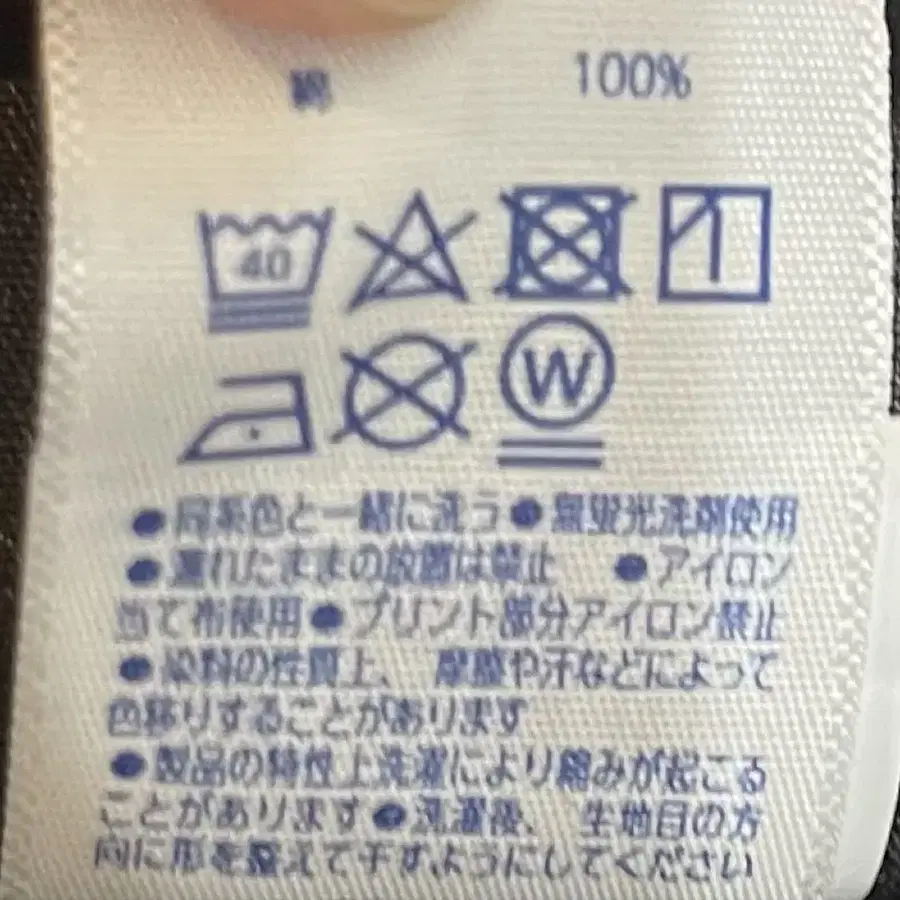 綿 100%
40
W
●同系色と一緒に洗う●無蛍光洗剤使用
●濡れたままの放置は禁止 ●アイロン
当て布使用●プリント部分アイロン禁止
●染料の性質上、 摩擦や汗などによって
色移りすることがあります
●製品の特性上洗濯により縮みが起こる
ことがあります●洗濯後、 生地目の方
向に形を整えて干すようにしてください